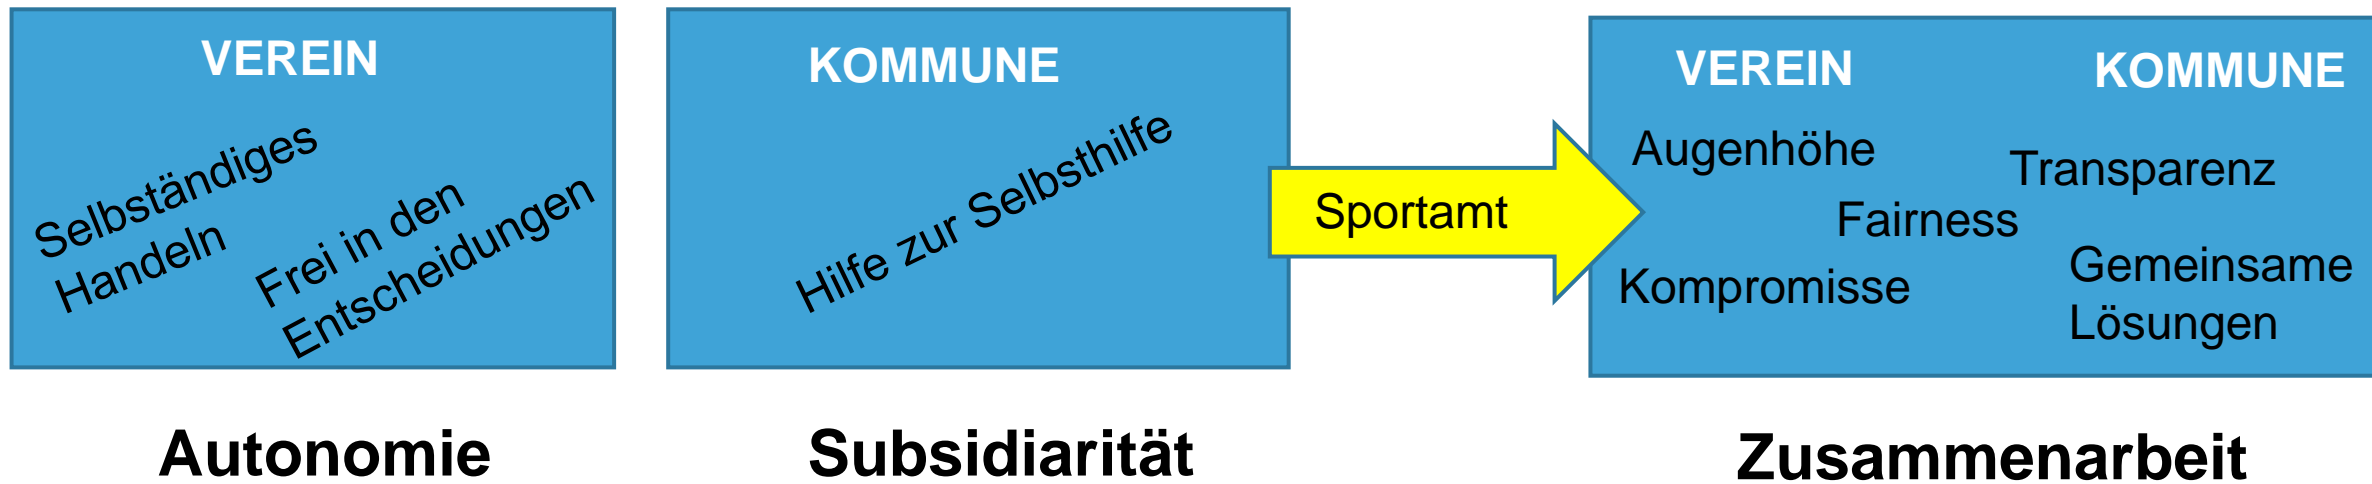 VEREIN
Selbständiges
Handeln
Frei in den
Entscheidungen
Autonomie
KOMMUNE
Hilfe zur Selbsthilfe
Subsidiarität
Sportamt
VEREIN
KOMMUNE
Augenhöhe
Transparenz
Fairness
Kompromisse
Gemeinsame
Lösungen
Zusammenarbeit